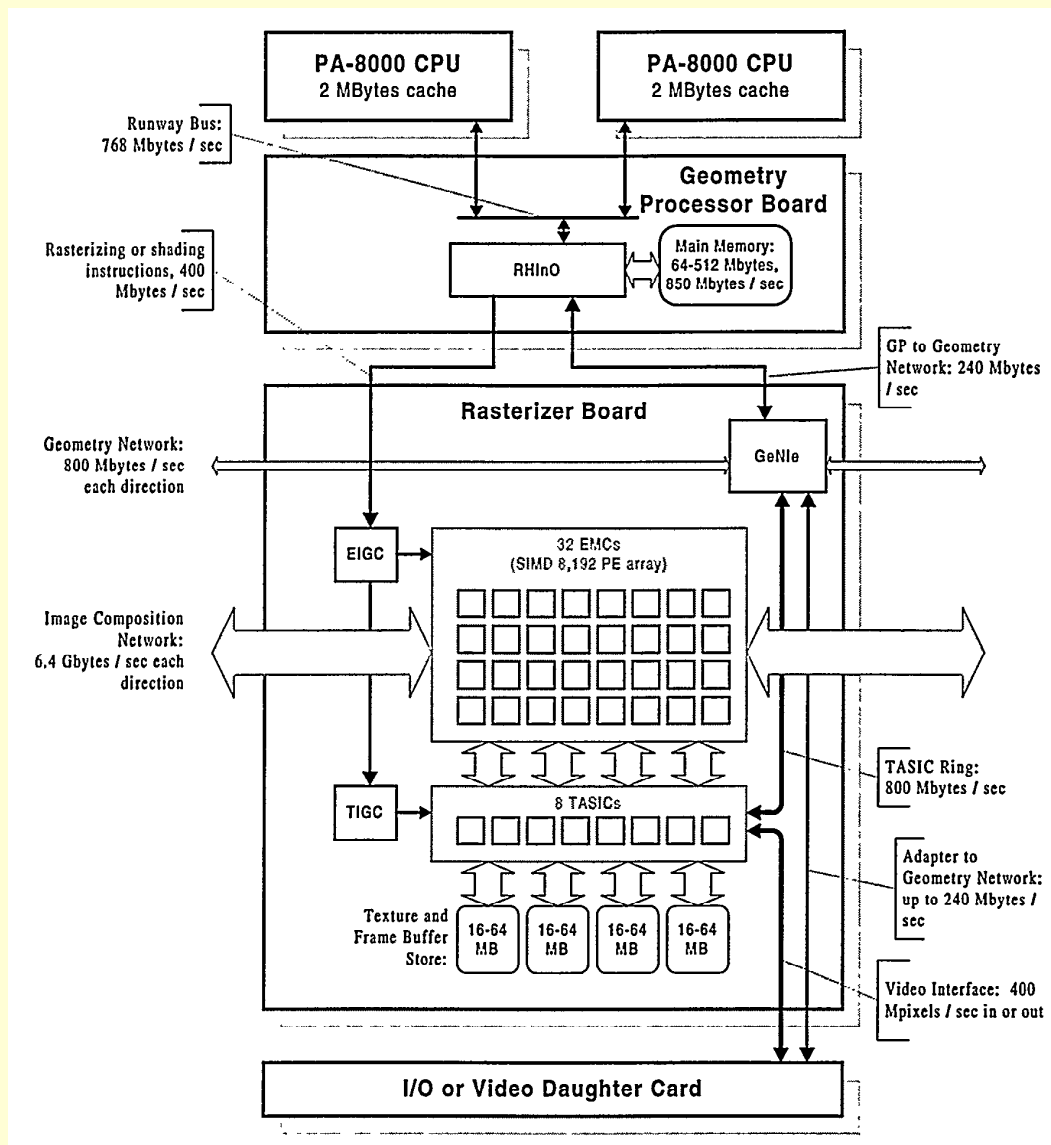 PA-8000 CPU
2 MBytes cache
PA-8000 CPU
2 MBytes cache
Runway Bus:
768 Mbytes / sec
Geometry
Processor Board
Rasterizing or shading
instructions, 400
Mbytes / sec
RHInO
Main Memory:
64-512 Mbytes,
850 Mbytes / sec
GP to Geometry
Network: 240 Mbytes
/ sec
Rasterizer Board
Geometry Network:
800 Mbytes / sec
each direction
GeNIe
EIGC
32 EMCs
(SIMD 8,192 PE array)
Image Composition
Network:
6.4 Gbytes / sec each
direction
TASIC Ring:
800 Mbytes / sec
TIGC
8 TASICs
Adapter to
Geometry Network:
up to 240 Mbytes /
sec
Texture and
Frame Buffer
Store:
16-64
MB
16-64
MB
16-64
MB
16-64
MB
Video Interface: 400
Mpixels / sec in or out
I/O or Video Daughter Card